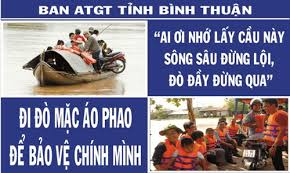 BAN ATGT TỈNH BÌNH THUẬN
"AI ƠI NHỚ LẤY CẦU NÀY
SÔNG SÂU ĐỪNG LỘI,
ĐÒ ĐẦY ĐỪNG QUA"
ĐI ĐÒ MẶC ÁO PHAO
ĐỂ BẢO VỆ CHÍNH MÌNH